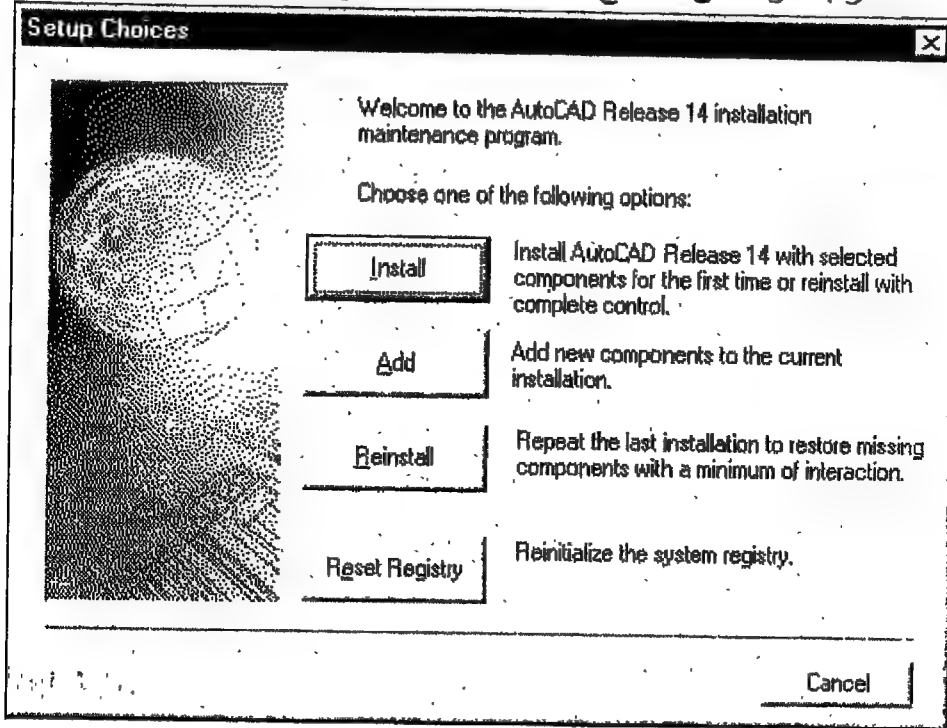 Setup Choices
Welcome to the AutoCAD Release 14 installation
maintenance program.
Choose one of the following options:
Install
Install AutoCAD Release 14 with selected
components for the first time or reinstall with
complete control.
Add
Add new components to the current
installation.
Reinstall
Repeat the last installation to restore missing
components with a minimum of interaction.
Reset Registry
Reinitialize the system registry.
Cancel